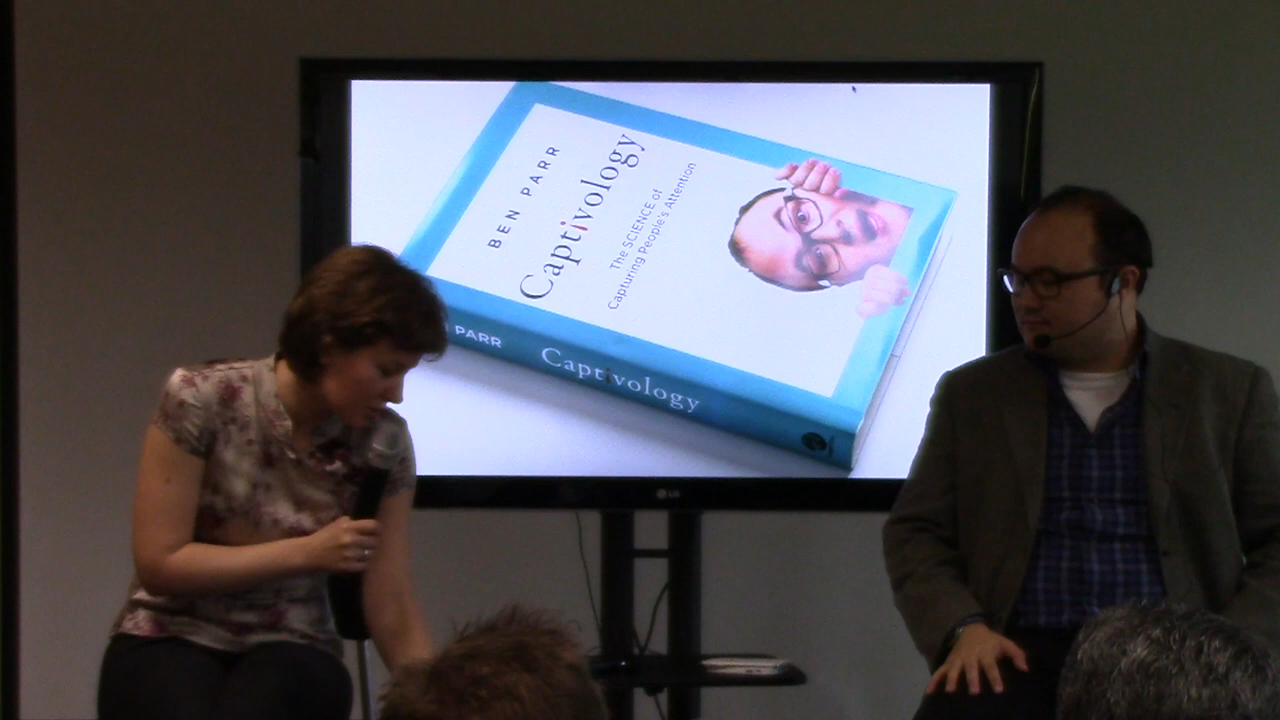 BEN PARR
Captivology
The SCIENCE of
Capturing People's Attention
PARR
Captivology
LG